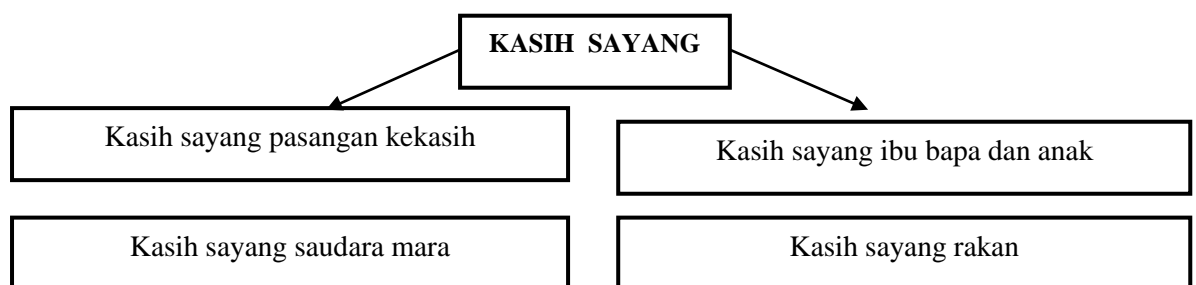 KASIH SAYANG
Kasih sayang pasangan kekasih
Kasih sayang ibu bapa dan anak
Kasih sayang saudara mara
Kasih sayang rakan